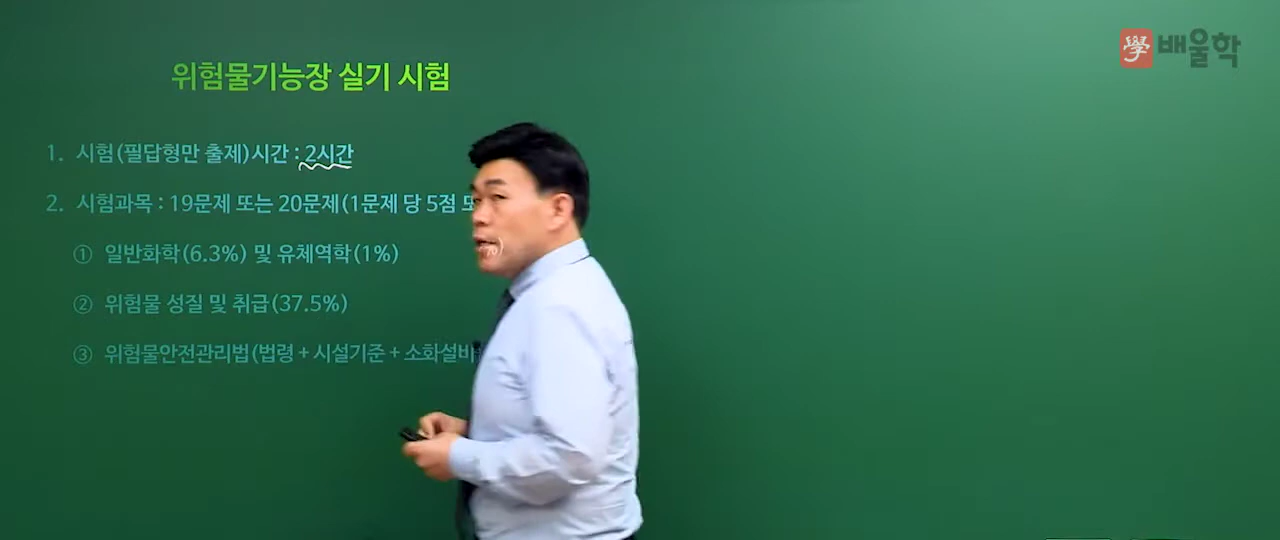 學 배울학
위험물기능장 실기 시험
1. 시험(필답형만 출제)시간 : 2시간
2. 시험과목 : 19문제 또는 20문제(1문제 당 5점
① 일반화학(6.3%) 및 유체역학(1%)
② 위험물 성질 및 취급(37.5%)
③ 위험물안전관리법(법령 + 시설기준 + 소화설비